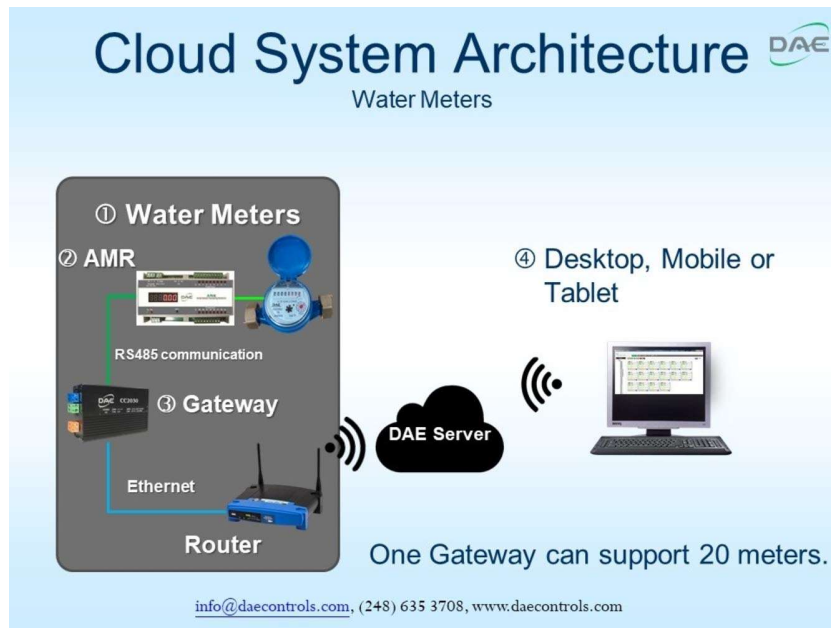 Cloud System Architecture
DAE
Water Meters
① Water Meters
② AMR
DAE
RS485 communication
DAE CC2030
③ Gateway
Ethernet
Router
DAE Server
④ Desktop, Mobile or
Tablet
One Gateway can support 20 meters.
info@daecontrols.com, (248) 635 3708, www.daecontrols.com